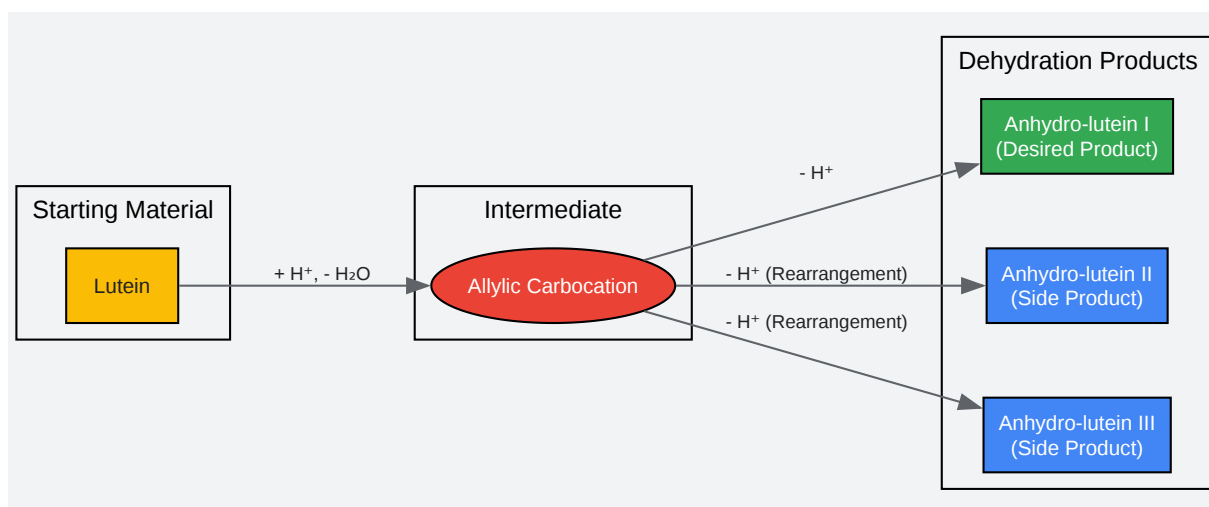 Starting Material
Lutein
+ H⁺, - H₂O
Intermediate
Allylic Carbocation
- H⁺
- H⁺ (Rearrangement)
- H⁺ (Rearrangement)
Dehydration Products
Anhydro-lutein I
(Desired Product)
Anhydro-lutein II
(Side Product)
Anhydro-lutein III
(Side Product)